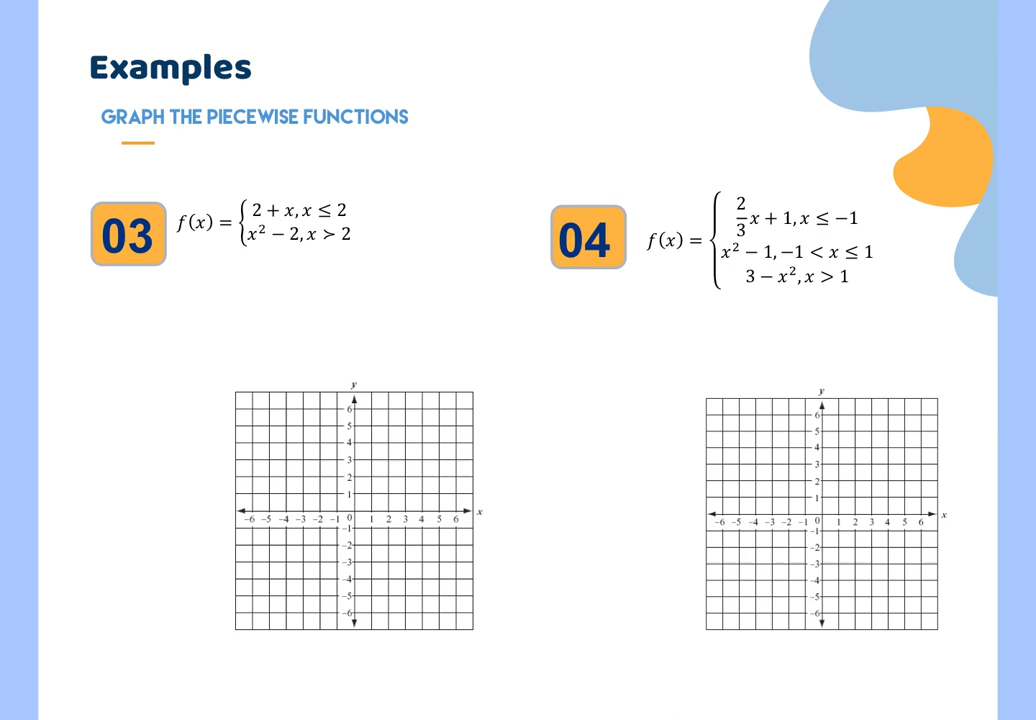 Examples
GRAPH THE PIECEWISE FUNCTIONS
03
f(x) = { 2 + x, x ≤ 2
x² − 2, x > 2
04
f(x) = { 2/3 x + 1, x ≤ −1
x² − 1, −1 < x ≤ 1
3 − x², x > 1
y
6
5
4
3
2
1
−6 −5 −4 −3 −2 −1 0 1 2 3 4 5 6 x
−1
−2
−3
−4
−5
−6
y
6
5
4
3
2
1
−6 −5 −4 −3 −2 −1 0 1 2 3 4 5 6 x
−1
−2
−3
−4
−5
−6